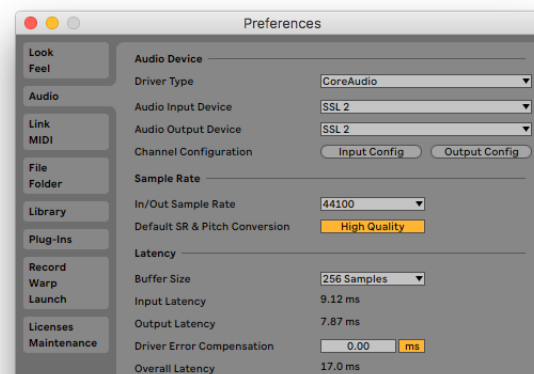 Preferences
Look
Feel
Audio
Link
MIDI
File
Folder
Library
Plug-Ins
Record
Warp
Launch
Licenses
Maintenance
Audio Device
Driver Type CoreAudio
Audio Input Device SSL 2
Audio Output Device SSL 2
Channel Configuration Input Config Output Config
Sample Rate
In/Out Sample Rate 44100
Default SR & Pitch Conversion High Quality
Latency
Buffer Size 256 Samples
Input Latency 9.12 ms
Output Latency 7.87 ms
Driver Error Compensation 0.00 ms
Overall Latency 17.0 ms